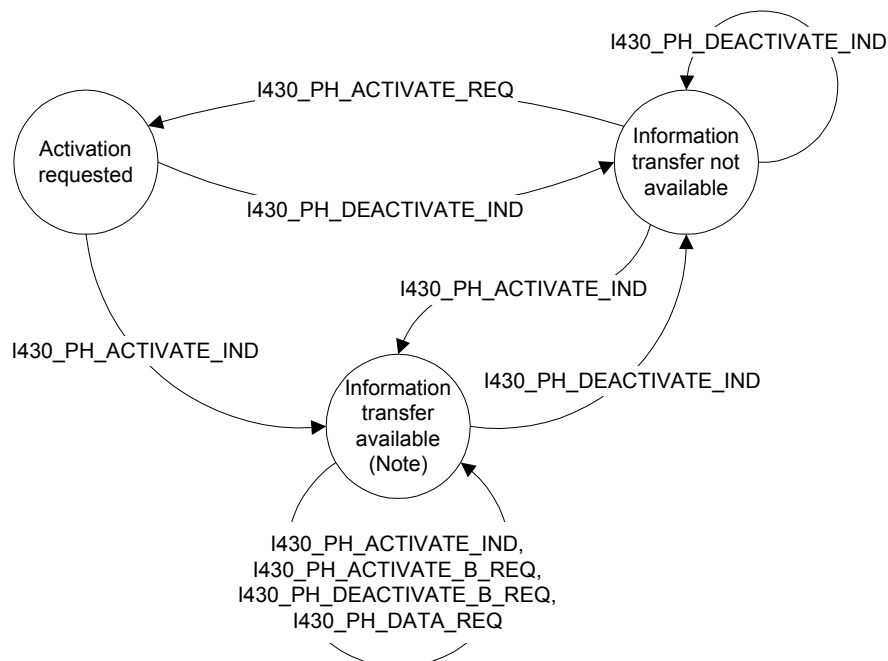 I430_PH_DEACTIVATE_IND
I430_PH_ACTIVATE_REQ
Activation
requested
Information
transfer not
available
I430_PH_DEACTIVATE_IND
I430_PH_ACTIVATE_IND
I430_PH_ACTIVATE_IND
I430_PH_DEACTIVATE_IND
Information
transfer
available
(Note)
I430_PH_ACTIVATE_IND,
I430_PH_ACTIVATE_B_REQ,
I430_PH_DEACTIVATE_B_REQ,
I430_PH_DATA_REQ